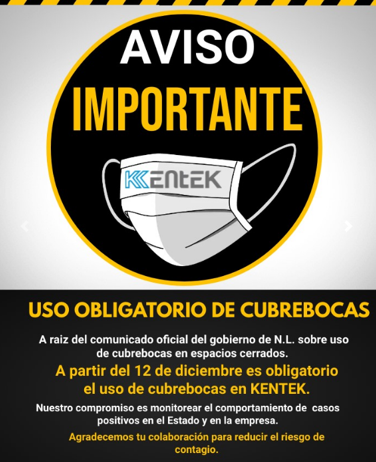 AVISO
IMPORTANTE
KKENTEK
USO OBLIGATORIO DE CUBREBOCAS
A raiz del comunicado oficial del gobierno de N.L. sobre uso
de cubrebocas en espacios cerrados.
A partir del 12 de diciembre es obligatorio
el uso de cubrebocas en KENTEK.
Nuestro compromiso es monitorear el comportamiento de casos
positivos en el Estado y en la empresa.
Agradecemos tu colaboración para reducir el riesgo de
contagio.